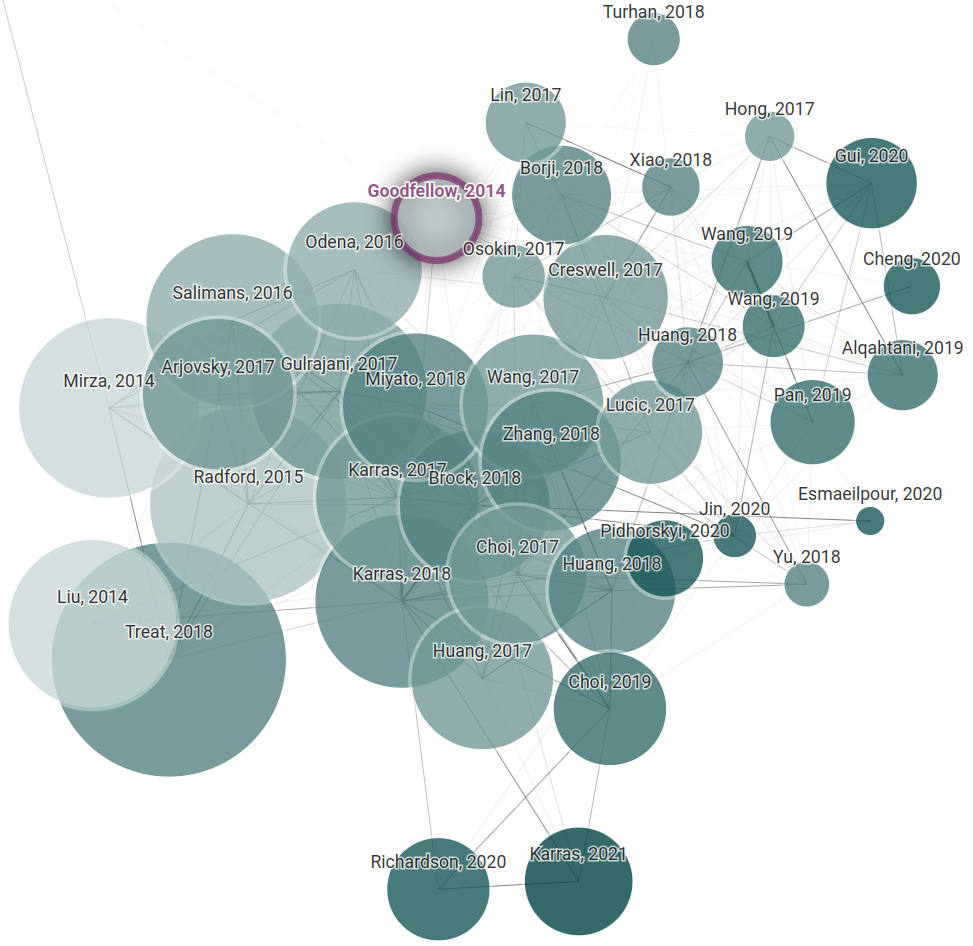 Turhan, 2018
Lin, 2017
Hong, 2017
Gui, 2020
Xiao, 2018
Borji, 2018
Goodfellow, 2014
Wang, 2019
Odena, 2016
Osokin, 2017
Cheng, 2020
Creswell, 2017
Salimans, 2016
Wang, 2019
Huang, 2018
Alqahtani, 2019
Arjovsky, 2017
Gulrajani, 2017
Wang, 2017
Miyato, 2018
Mirza, 2014
Pan, 2019
Lucic, 2017
Zhang, 2018
Karras, 2017
Radford, 2015
Brock, 2018
Esmaeilpour, 2020
Jin, 2020
Pidhorskyi, 2020
Choi, 2017
Yu, 2018
Huang, 2018
Karras, 2018
Liu, 2014
Treat, 2018
Huang, 2017
Choi, 2019
Karras, 2021
Richardson, 2020